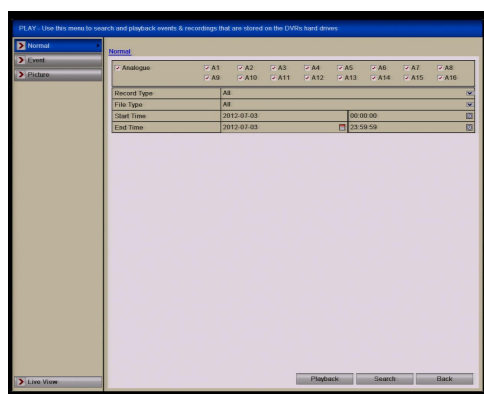 PLAY - Use this menu to search and playback events & recordings that are stored on the DVRs hard drives
Normal
Event
Picture
Live View
Normal
Analogue A1 A2 A3 A4 A5 A6 A7 A8
A9 A10 A11 A12 A13 A14 A15 A16
Record Type All
File Type All
Start Time 2012-07-03 00:00:00
End Time 2012-07-03 23:59:59
Playback Search Back